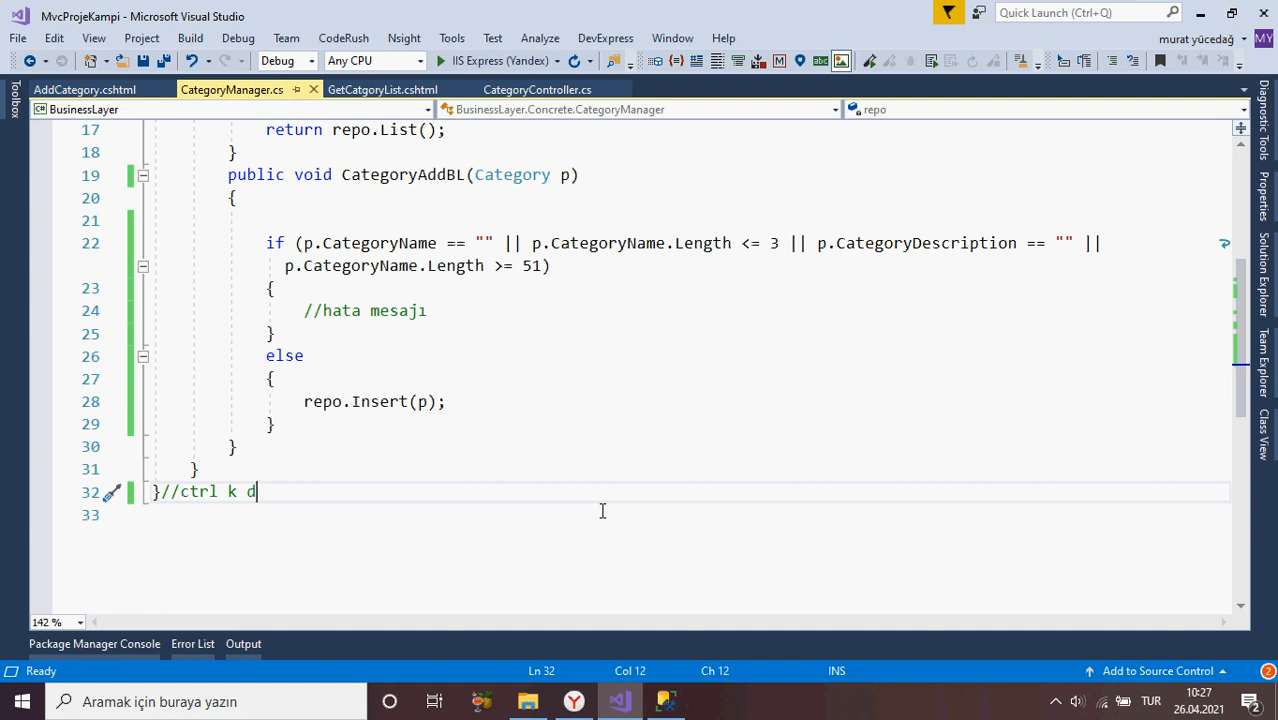 MvcProjeKampi - Microsoft Visual Studio
Quick Launch (Ctrl+Q)
File Edit View Project Build Debug Team CodeRush Nsight Tools Test Analyze DevExpress Window Help
murat yücedağ MY
Debug Any CPU IIS Express (Yandex)
AddCategory.cshtml CategoryManager.cs GetCatgoryList.cshtml CategoryController.cs
BusinessLayer BusinessLayer.Concrete.CategoryManager repo
Toolbox
17 return repo.List();
18 }
19 public void CategoryAddBL(Category p)
20 {
21
22 if (p.CategoryName == "" || p.CategoryName.Length <= 3 || p.CategoryDescription == "" ||
p.CategoryName.Length >= 51)
23 {
24 //hata mesajı
25 }
26 else
27 {
28 repo.Insert(p);
29 }
30 }
31 }
32 }//ctrl k d
33
Diagnostic Tools
Properties
Solution Explorer
Team Explorer
Class View
142 %
Package Manager Console Error List Output
Ready Ln 32 Col 12 Ch 12 INS Add to Source Control 2
Aramak için buraya yazın
TUR 10:27
26.04.2021 2